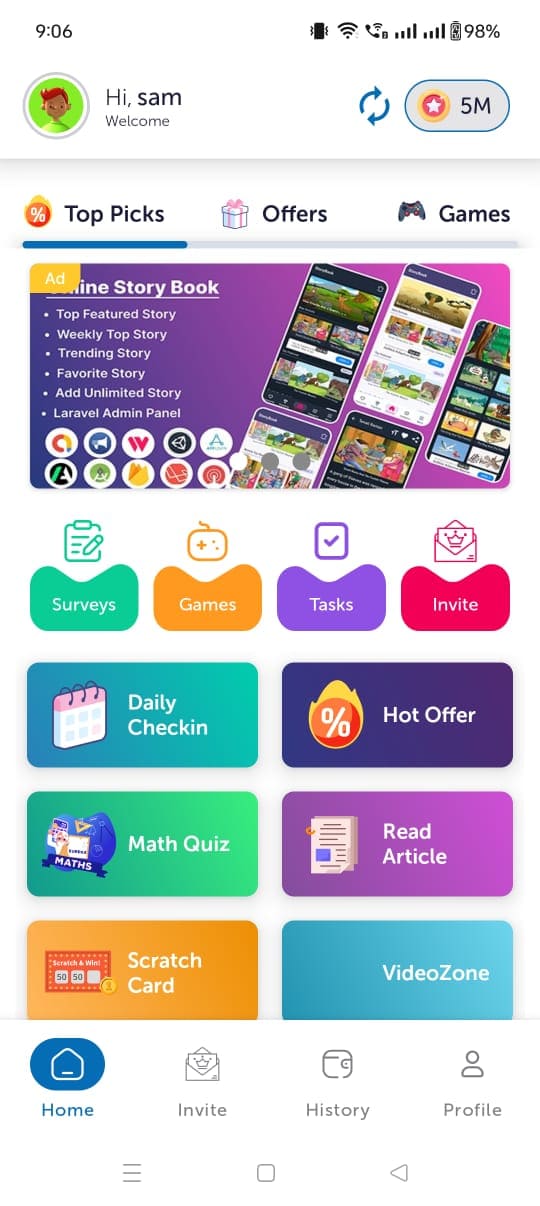 9:06
98%
Hi, sam
Welcome
5M
Top Picks
Offers
Games
Ad
ine Story Book
• Top Featured Story
• Weekly Top Story
• Trending Story
• Favorite Story
• Add Unlimited Story
• Laravel Admin Panel
Surveys
Games
Tasks
Invite
Daily
Checkin
Hot Offer
MATHS
Math Quiz
Read
Article
Scratch & Win!
50 50
Scratch
Card
VideoZone
Home
Invite
History
Profile